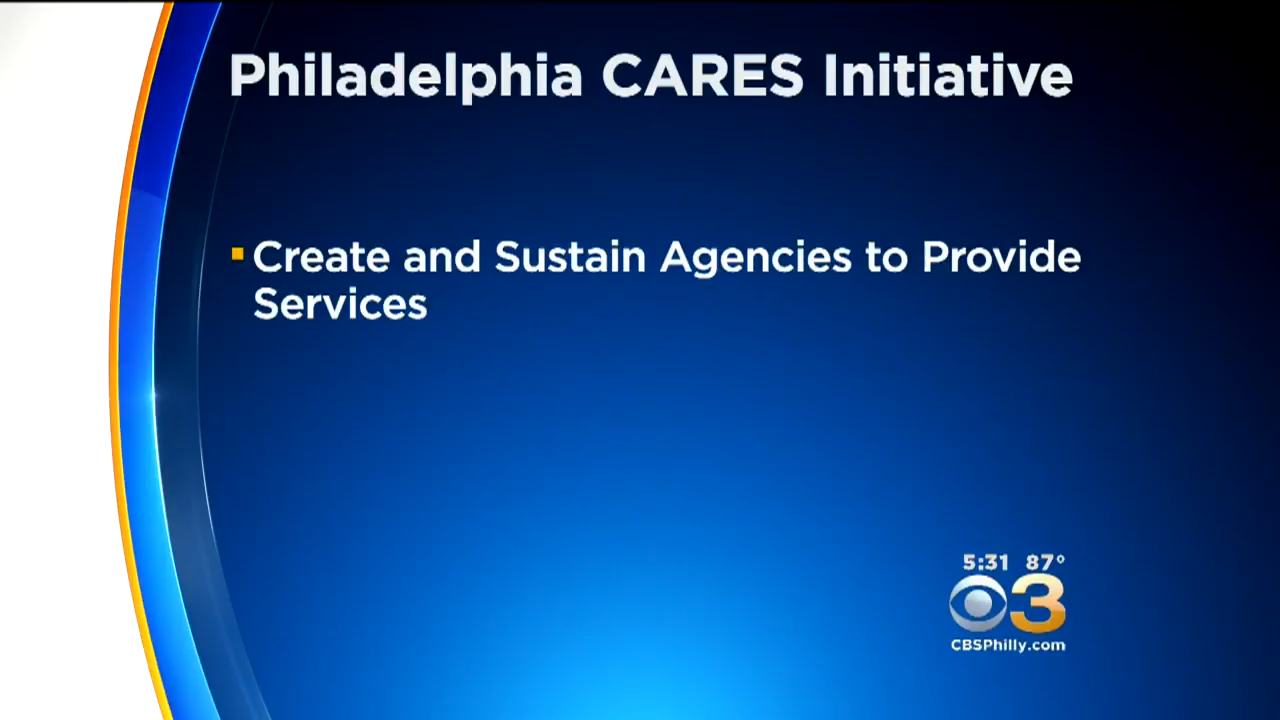 Philadelphia CARES Initiative
Create and Sustain Agencies to Provide
Services
5:31 87°
3
CBSPhilly.com